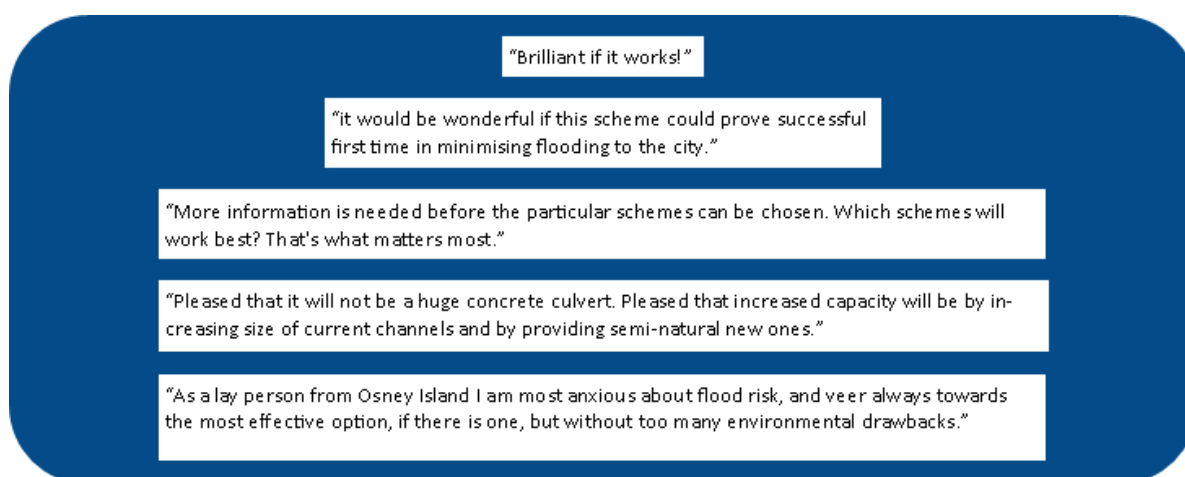 “Brilliant if it works!”
“it would be wonderful if this scheme could prove successful
first time in minimising flooding to the city.”
“More information is needed before the particular schemes can be chosen. Which schemes will
work best? That's what matters most.”
“Pleased that it will not be a huge concrete culvert. Pleased that increased capacity will be by in-
creasing size of current channels and by providing semi-natural new ones.”
“As a lay person from Osney Island I am most anxious about flood risk, and veer always towards
the most effective option, if there is one, but without too many environmental drawbacks.”